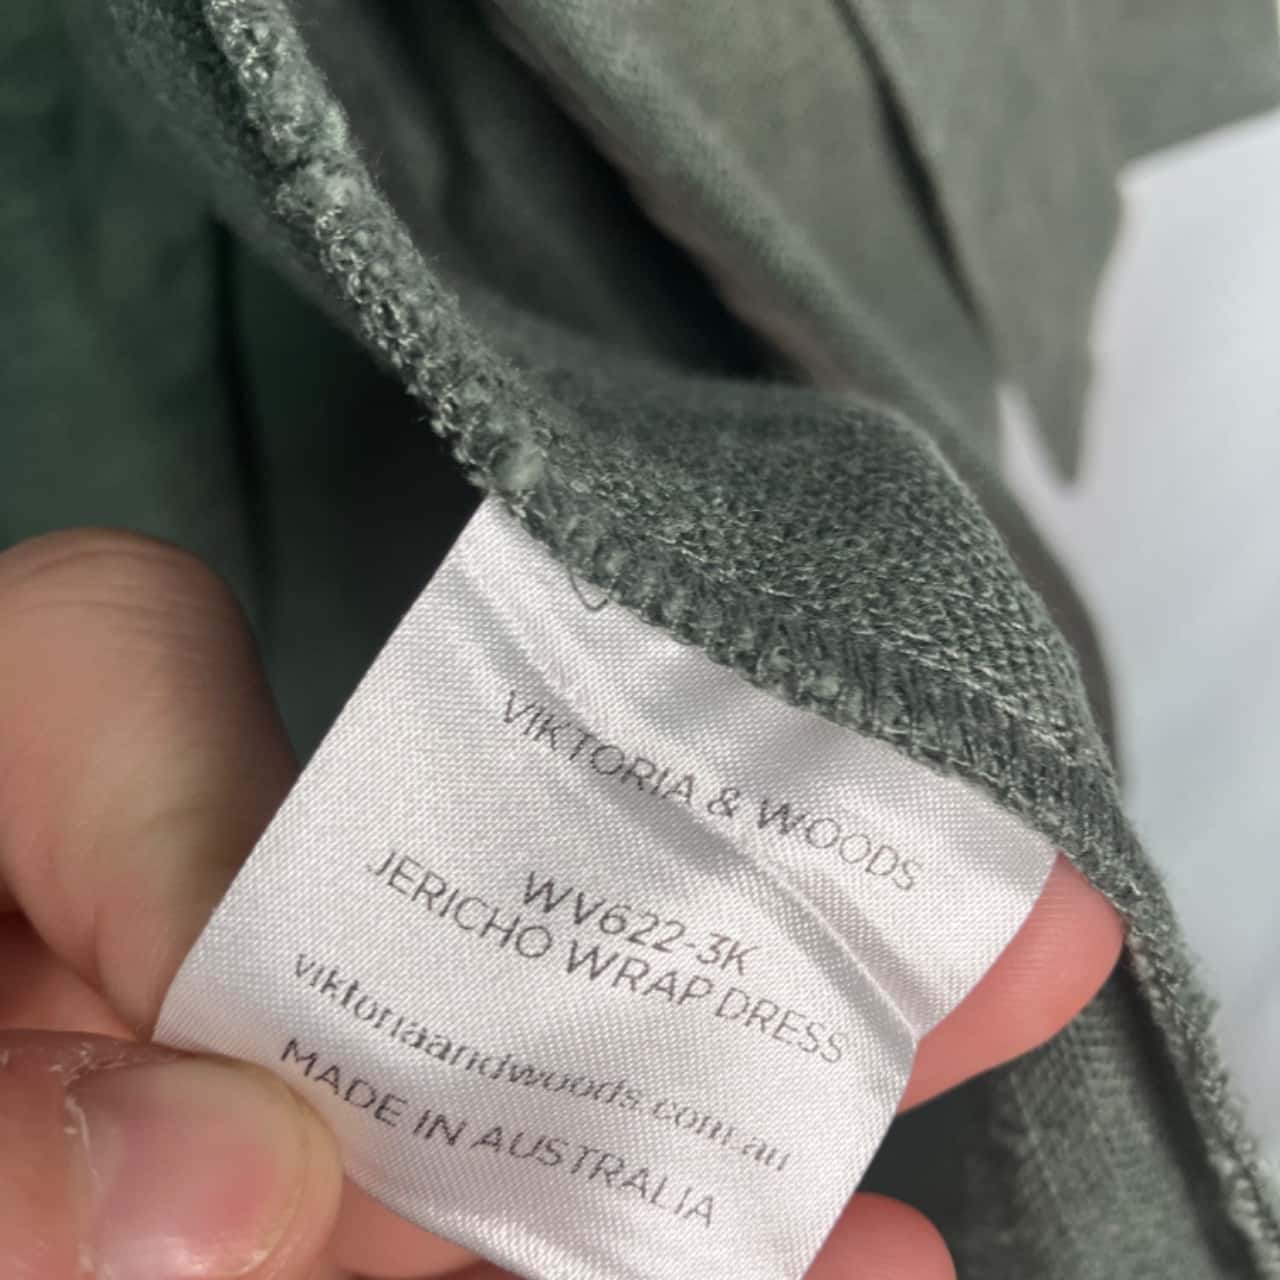 VIKTORIA & WOODS
WV622-3K
JERICHO WRAP DRESS
viktoriaandwoods.com.au
MADE IN AUSTRALIA